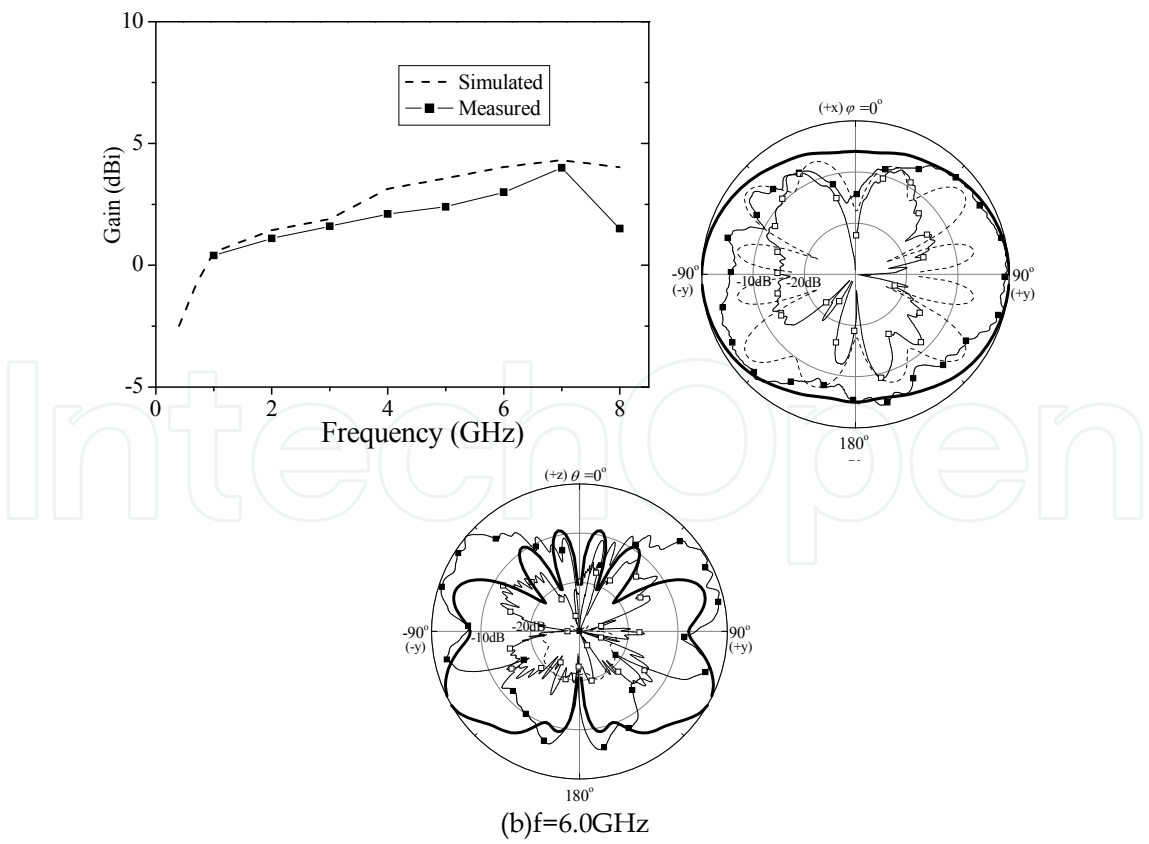 10
5
0
-5
Gain (dBi)
Simulated
Measured
0
2
4
6
8
Frequency (GHz)
(+x) φ =0°
-90°
(-y)
-10dB
-20dB
90°
(+y)
180°
IntechOpen
(+z) θ =0°
-90°
(-y)
-10dB
-20dB
90°
(+y)
180°
(b)f=6.0GHz